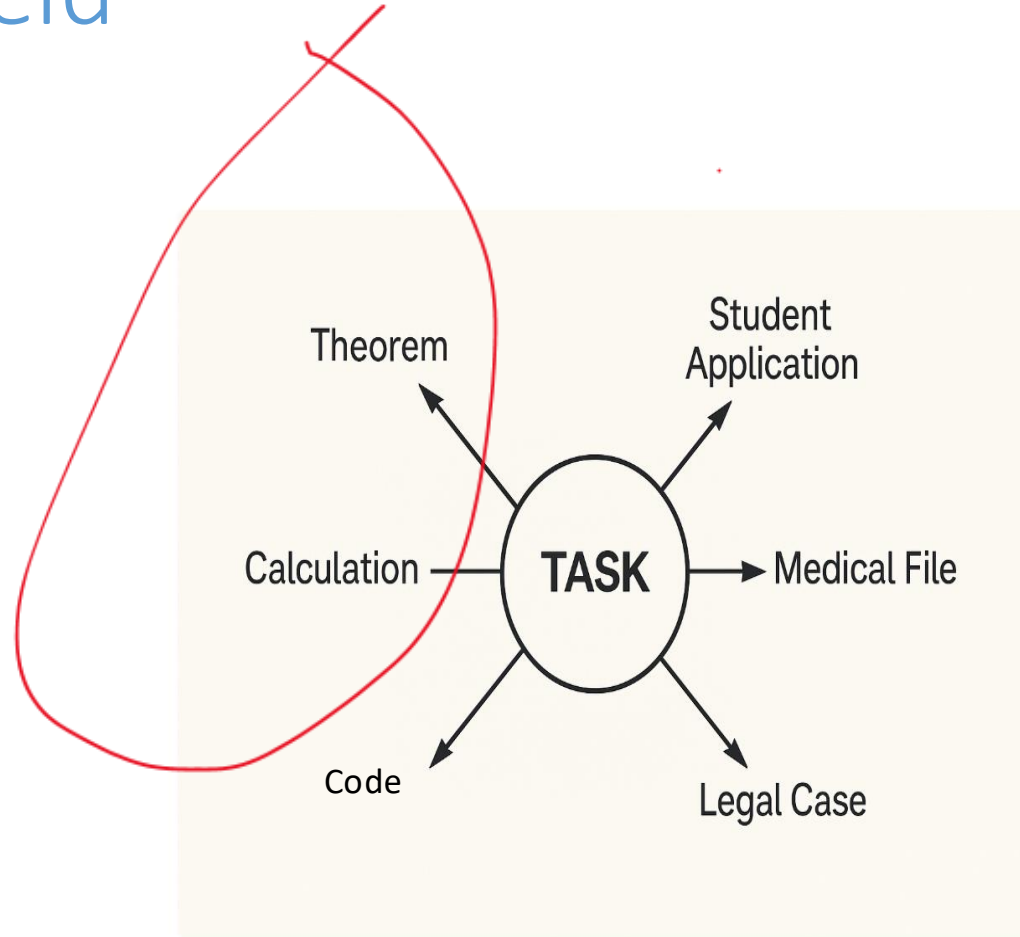 Theorem
Student
Application
Calculation
TASK
Medical File
Code
Legal Case